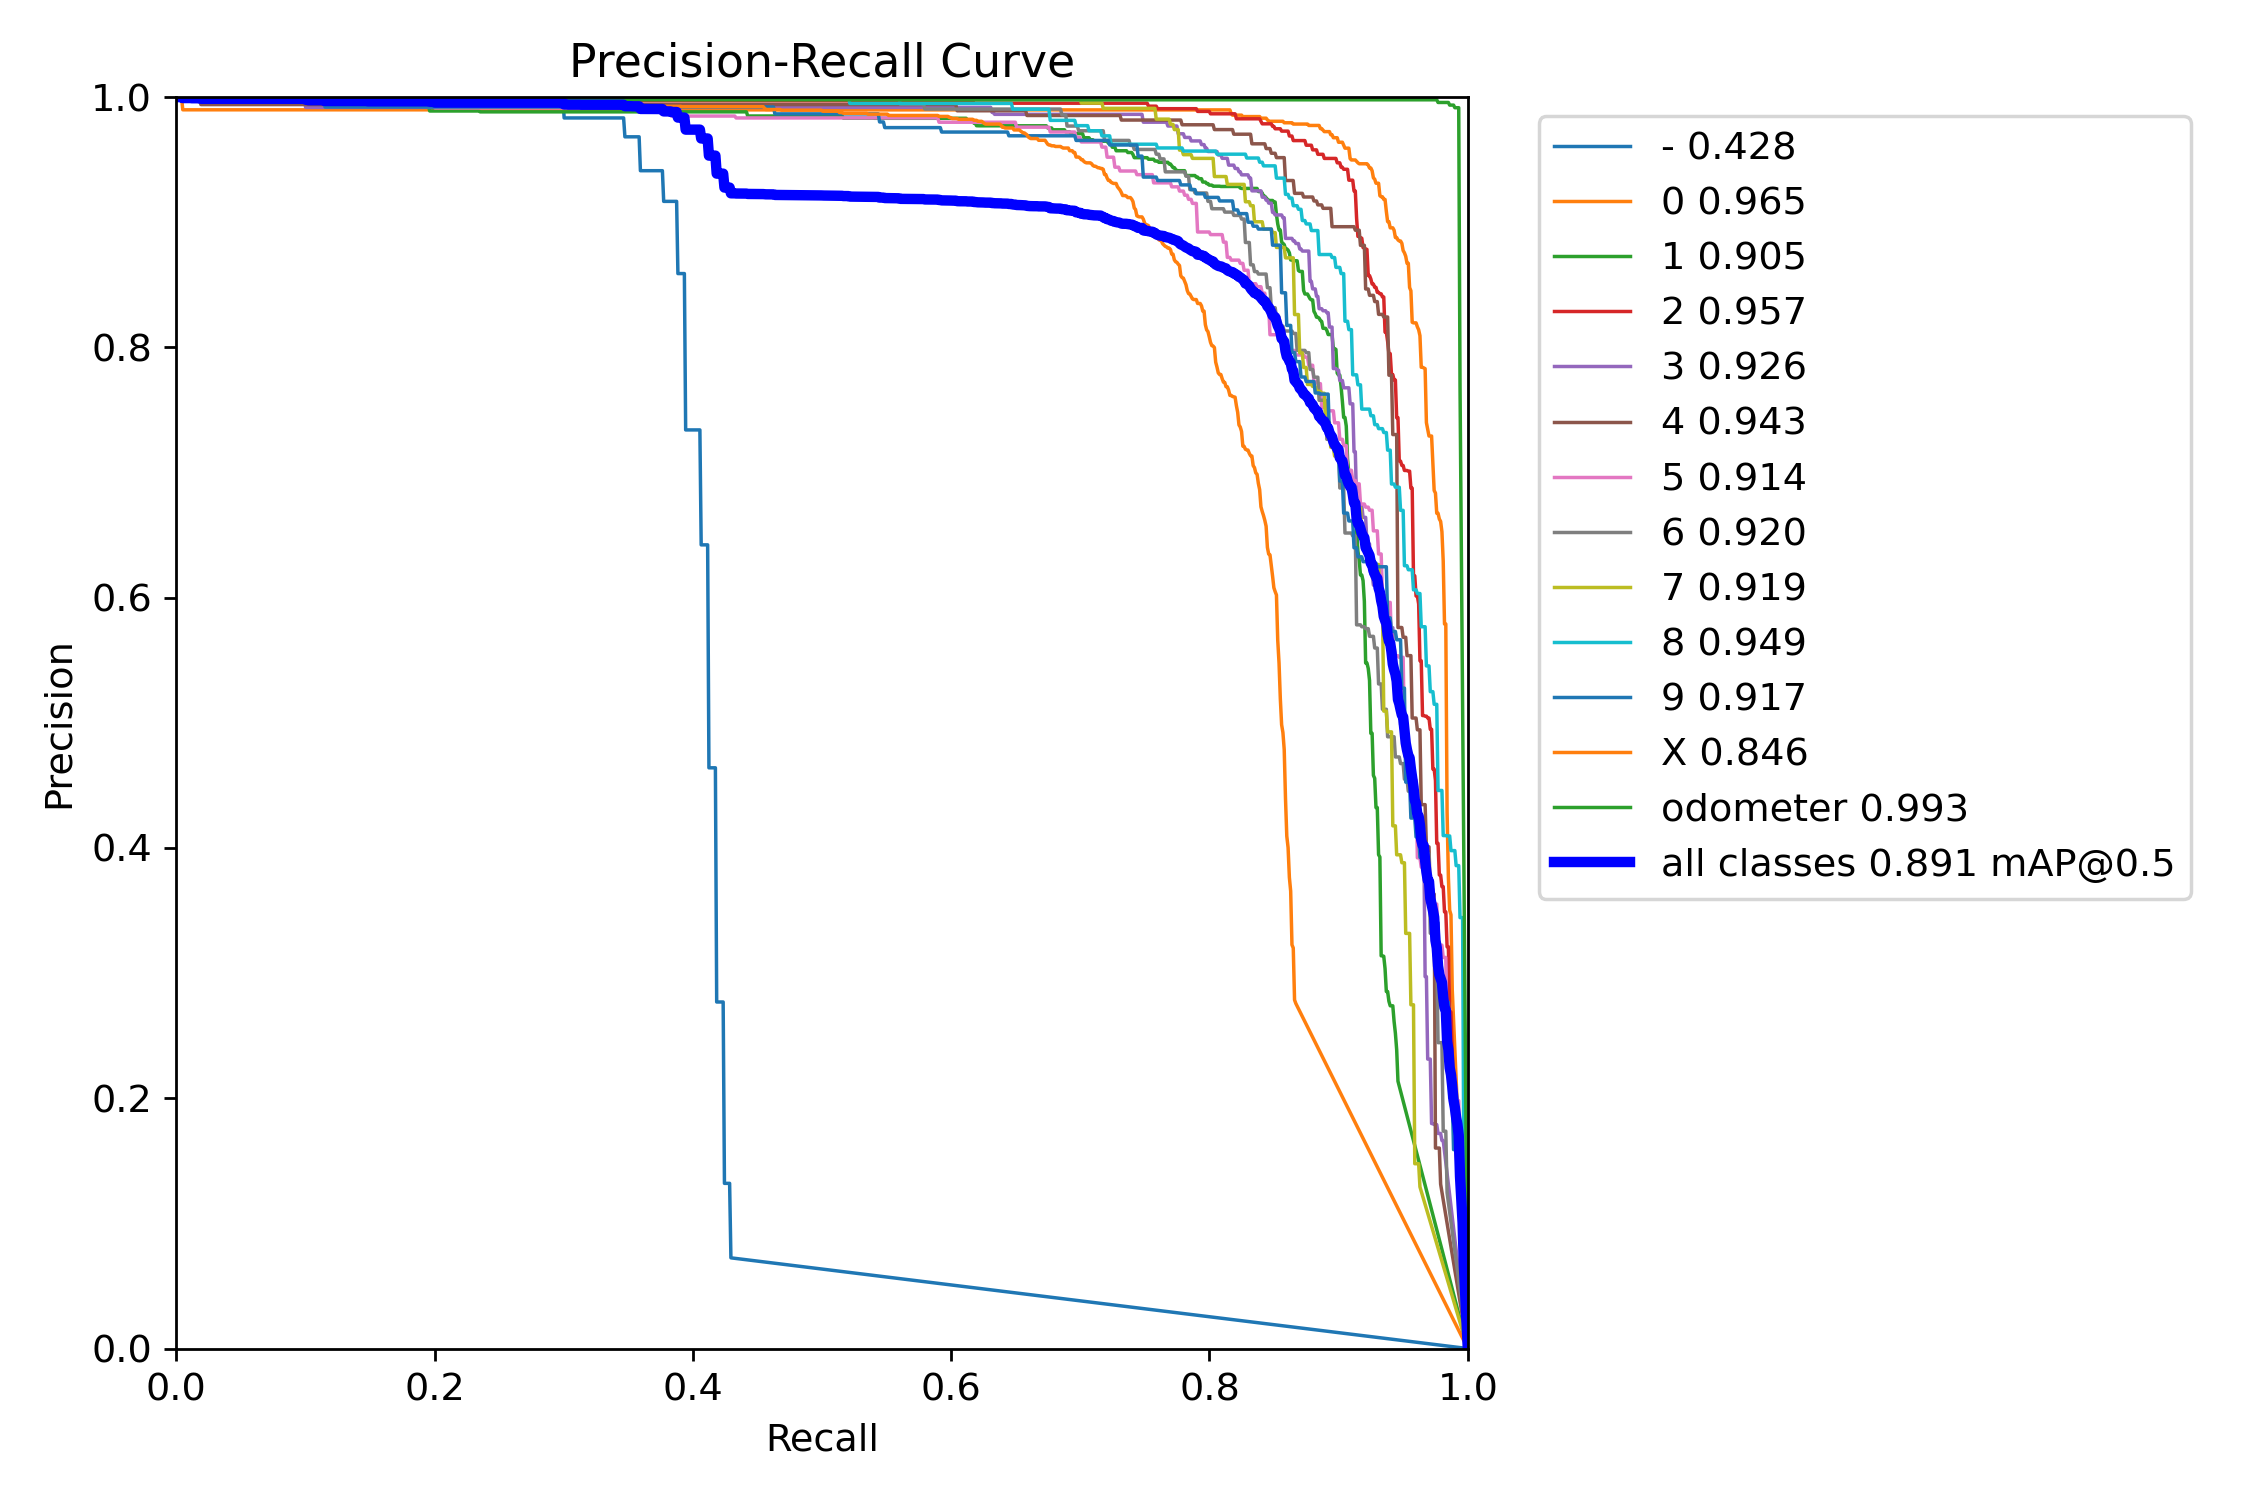 Precision-Recall Curve
1.0
0.8
0.6
0.4
0.2
0.0
Precision
0.0 0.2 0.4 0.6 0.8 1.0
Recall
- 0.428
0 0.965
1 0.905
2 0.957
3 0.926
4 0.943
5 0.914
6 0.920
7 0.919
8 0.949
9 0.917
X 0.846
odometer 0.993
all classes 0.891 mAP@0.5